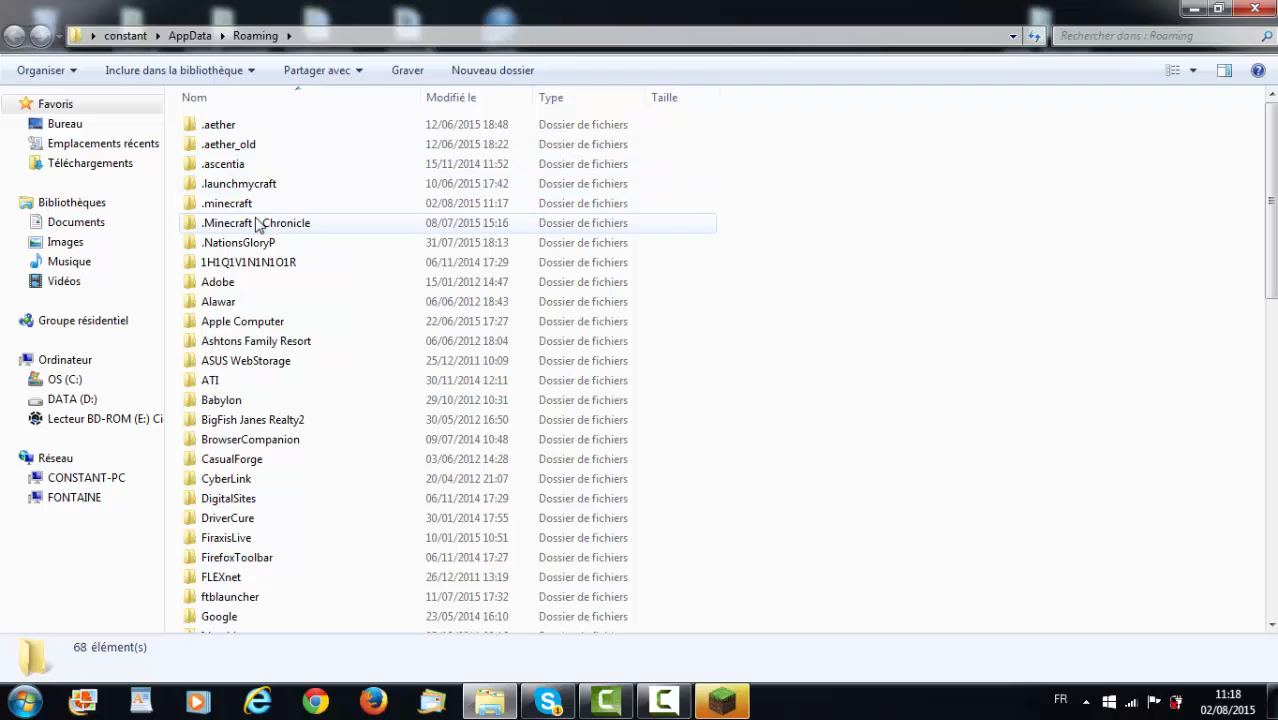 constant AppData Roaming
Rechercher dans : Roaming
Organiser Inclure dans la bibliothèque Partager avec Graver Nouveau dossier
Nom Modifié le Type Taille
Favoris
Bureau
Emplacements récents
Téléchargements
Bibliothèques
Documents
Images
Musique
Vidéos
Groupe résidentiel
Ordinateur
OS (C:)
DATA (D:)
Lecteur BD-ROM (E:) Ci
Réseau
CONSTANT-PC
FONTAINE
.aether 12/06/2015 18:48 Dossier de fichiers
.aether_old 12/06/2015 18:22 Dossier de fichiers
.ascentia 15/11/2014 11:52 Dossier de fichiers
.launchmycraft 10/06/2015 17:42 Dossier de fichiers
.minecraft 02/08/2015 11:17 Dossier de fichiers
.Minecraft Chronicle 08/07/2015 15:16 Dossier de fichiers
.NationsGloryP 31/07/2015 18:13 Dossier de fichiers
1H1Q1V1N1N1O1R 06/11/2014 17:29 Dossier de fichiers
Adobe 15/01/2012 14:47 Dossier de fichiers
Alawar 06/06/2012 18:43 Dossier de fichiers
Apple Computer 22/06/2015 17:27 Dossier de fichiers
Ashtons Family Resort 06/06/2012 18:04 Dossier de fichiers
ASUS WebStorage 25/12/2011 10:09 Dossier de fichiers
ATI 30/11/2014 12:11 Dossier de fichiers
Babylon 29/10/2012 10:31 Dossier de fichiers
BigFish Janes Realty2 30/05/2012 16:50 Dossier de fichiers
BrowserCompanion 09/07/2014 10:48 Dossier de fichiers
CasualForge 03/06/2012 14:28 Dossier de fichiers
CyberLink 20/04/2012 21:07 Dossier de fichiers
DigitalSites 06/11/2014 17:29 Dossier de fichiers
DriverCure 30/01/2014 17:55 Dossier de fichiers
FiraxisLive 10/01/2015 10:51 Dossier de fichiers
FirefoxToolbar 06/11/2014 17:27 Dossier de fichiers
FLEXnet 26/12/2011 13:19 Dossier de fichiers
ftblauncher 11/07/2015 17:32 Dossier de fichiers
Google 23/05/2014 16:10 Dossier de fichiers
68 élément(s)
FR 11:18
02/08/2015